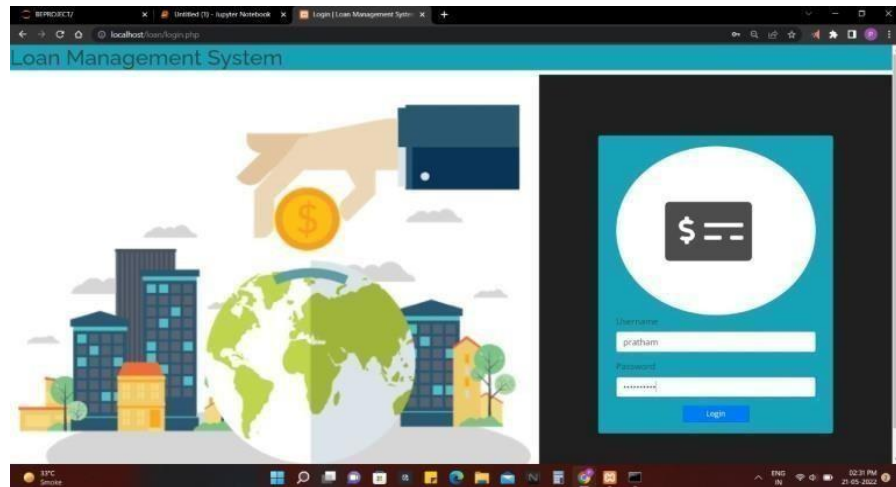 BEPROJECT/
Untitled (1) - Jupyter Notebook
Login | Loan Management System
localhost/loan/login.php
Loan Management System
$
$
Username
pratham
Password
Login
33°C
Smoke
ENG
IN
02:31 PM
21-05-2022